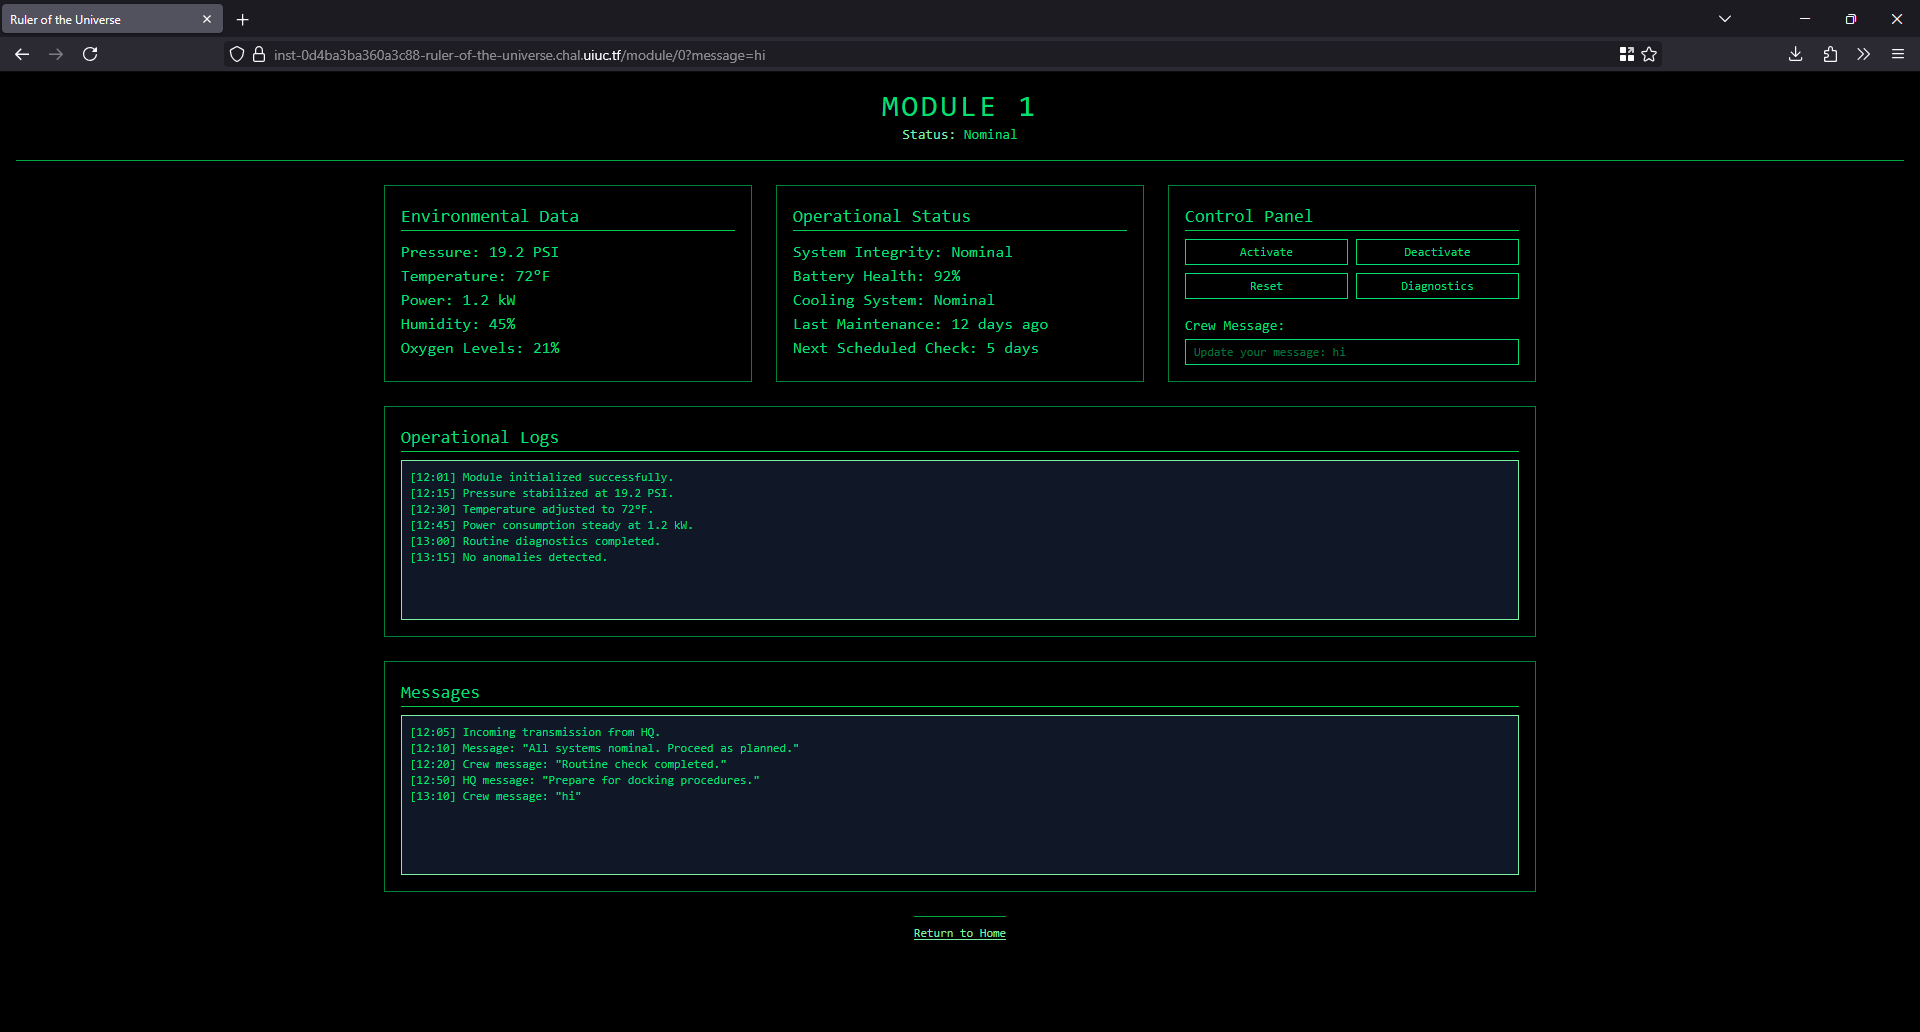 Ruler of the Universe
inst-0d4ba3ba360a3c88-ruler-of-the-universe.chal.uiuc.tf/module/0?message=hi
MODULE 1
Status: Nominal
Environmental Data
Pressure: 19.2 PSI
Temperature: 72°F
Power: 1.2 kW
Humidity: 45%
Oxygen Levels: 21%
Operational Status
System Integrity: Nominal
Battery Health: 92%
Cooling System: Nominal
Last Maintenance: 12 days ago
Next Scheduled Check: 5 days
Control Panel
Activate
Deactivate
Reset
Diagnostics
Crew Message:
Update your message: hi
Operational Logs
[12:01] Module initialized successfully.
[12:15] Pressure stabilized at 19.2 PSI.
[12:30] Temperature adjusted to 72°F.
[12:45] Power consumption steady at 1.2 kW.
[13:00] Routine diagnostics completed.
[13:15] No anomalies detected.
Messages
[12:05] Incoming transmission from HQ.
[12:10] Message: "All systems nominal. Proceed as planned."
[12:20] Crew message: "Routine check completed."
[12:50] HQ message: "Prepare for docking procedures."
[13:10] Crew message: "hi"
Return to Home